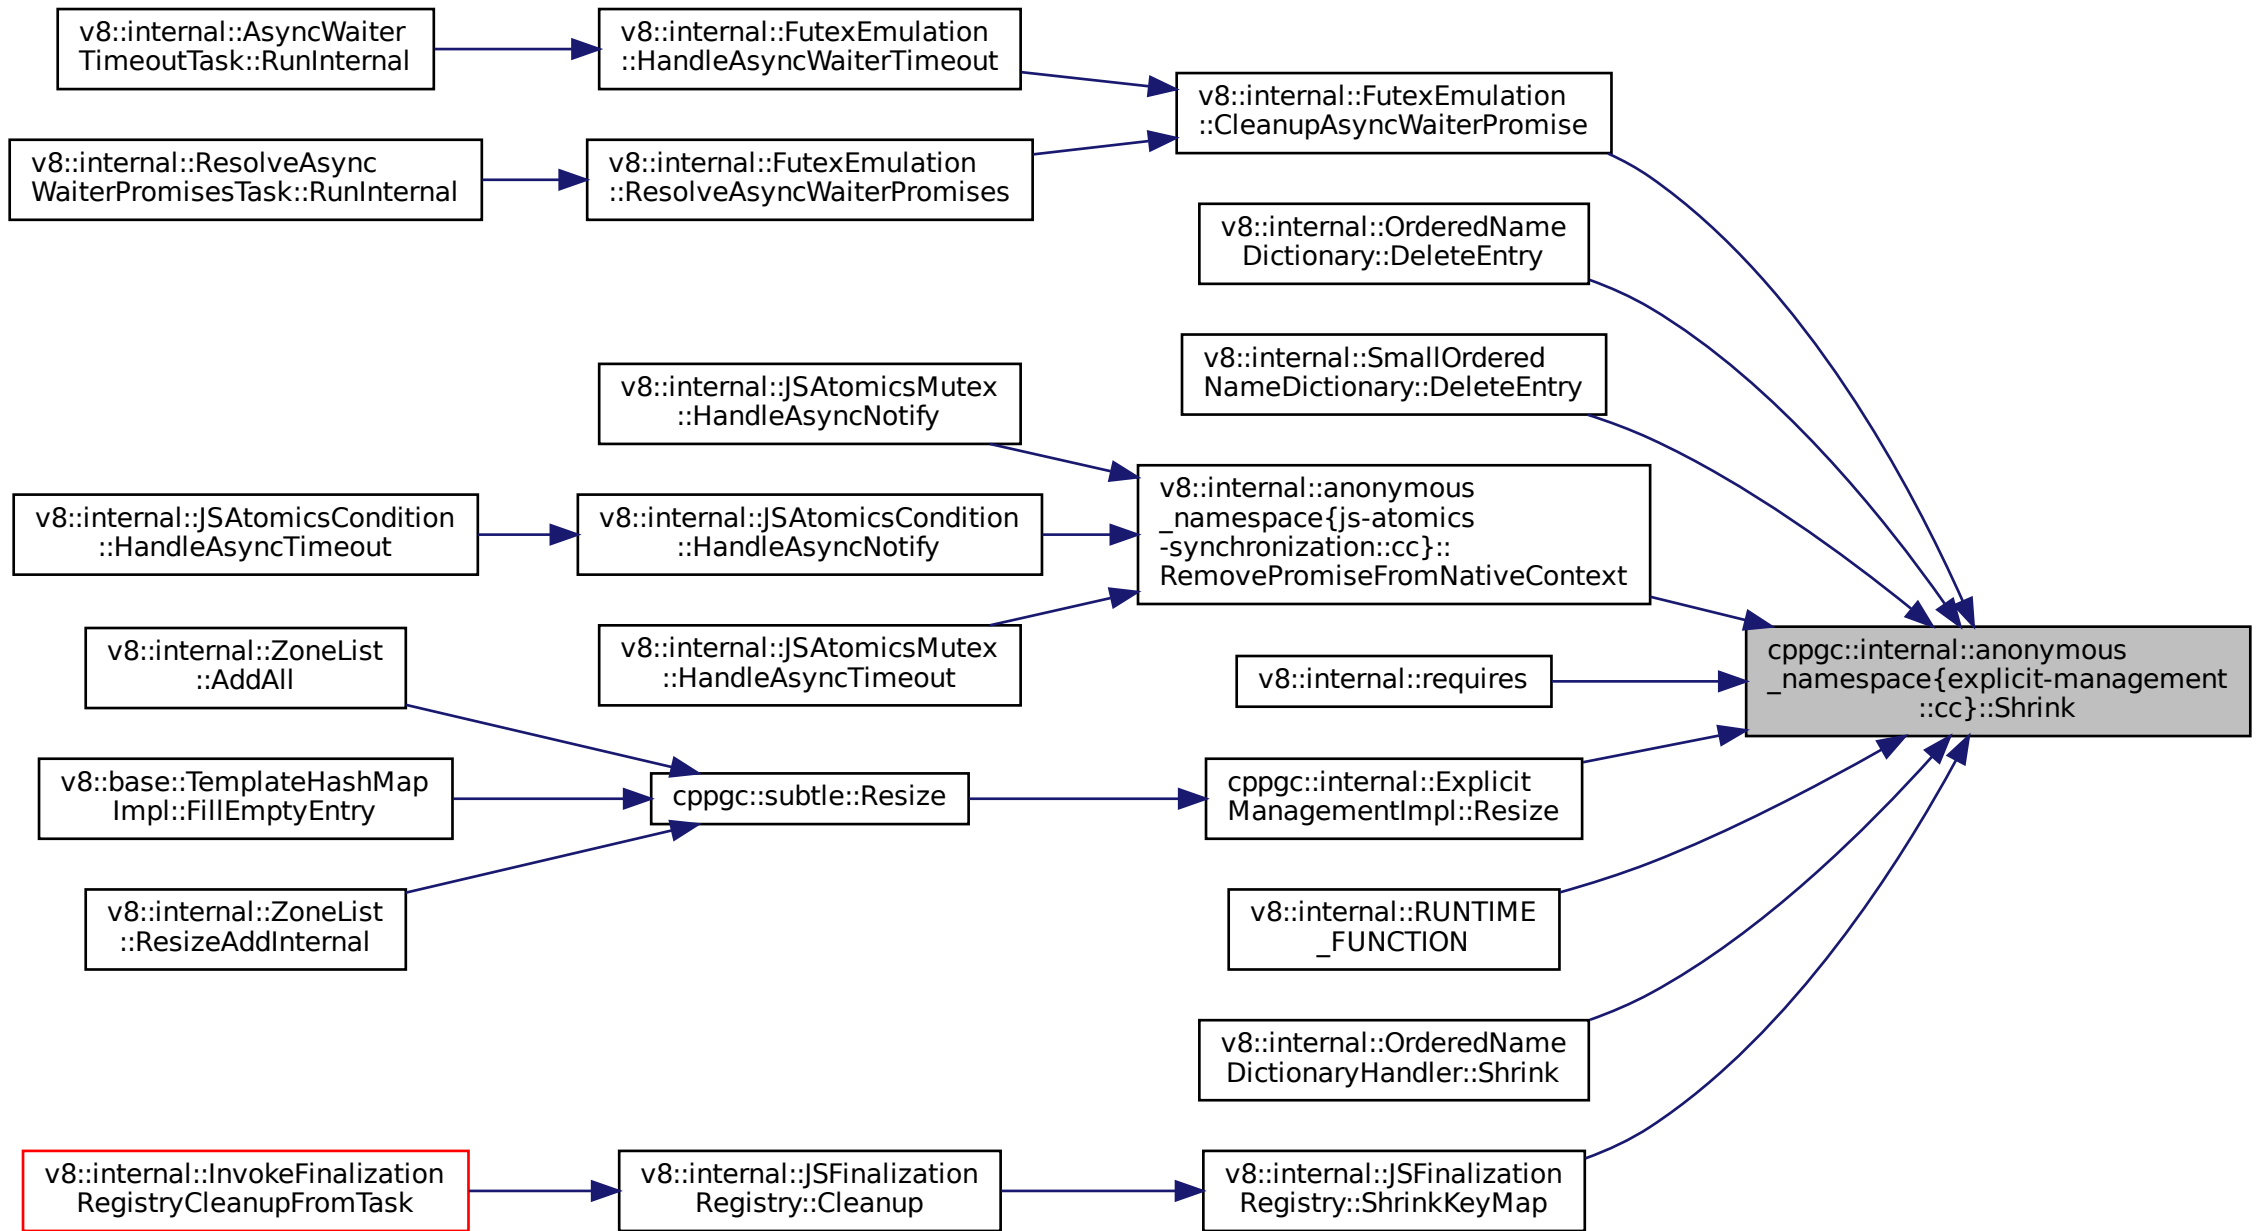 v8::internal::AsyncWaiter
TimeoutTask::RunInternal
v8::internal::FutexEmulation
::HandleAsyncWaiterTimeout
v8::internal::FutexEmulation
::CleanupAsyncWaiterPromise
v8::internal::ResolveAsync
WaiterPromisesTask::RunInternal
v8::internal::FutexEmulation
::ResolveAsyncWaiterPromises
v8::internal::OrderedName
Dictionary::DeleteEntry
v8::internal::SmallOrdered
NameDictionary::DeleteEntry
v8::internal::JSAtomicsMutex
::HandleAsyncNotify
v8::internal::JSAtomicsCondition
::HandleAsyncTimeout
v8::internal::JSAtomicsCondition
::HandleAsyncNotify
v8::internal::anonymous
_namespace{js-atomics
-synchronization::cc}::
RemovePromiseFromNativeContext
v8::internal::JSAtomicsMutex
::HandleAsyncTimeout
v8::internal::requires
cppgc::internal::anonymous
_namespace{explicit-management
::cc}::Shrink
v8::internal::ZoneList
::AddAll
v8::base::TemplateHashMap
Impl::FillEmptyEntry
cppgc::subtle::Resize
cppgc::internal::Explicit
ManagementImpl::Resize
v8::internal::ZoneList
::ResizeAddInternal
v8::internal::RUNTIME
_FUNCTION
v8::internal::OrderedName
DictionaryHandler::Shrink
v8::internal::InvokeFinalization
RegistryCleanupFromTask
v8::internal::JSFinalization
Registry::Cleanup
v8::internal::JSFinalization
Registry::ShrinkKeyMap